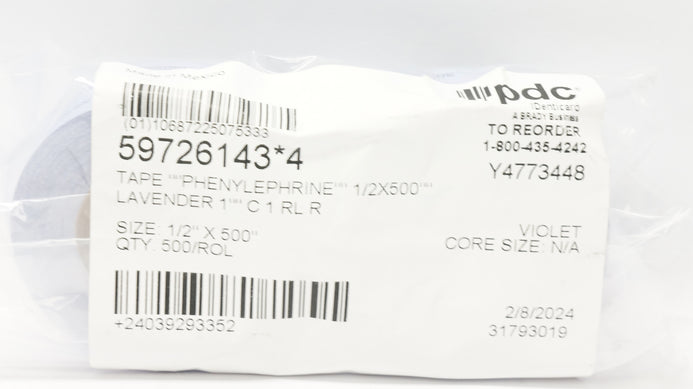 MADE IN MEXICO
(01)10687225075333
59726143*4
TAPE """PHENYLEPHRINE""" 1/2X500"""
LAVENDER 1""" C 1 RL R
SIZE: 1/2" X 500"
QTY. 500/ROL
+24039293352
pdc®
IDenticard
A BRADY BUSINESS
TO REORDER
1-800-435-4242
Y4773448
VIOLET
CORE SIZE: N/A
2/8/2024
31793019